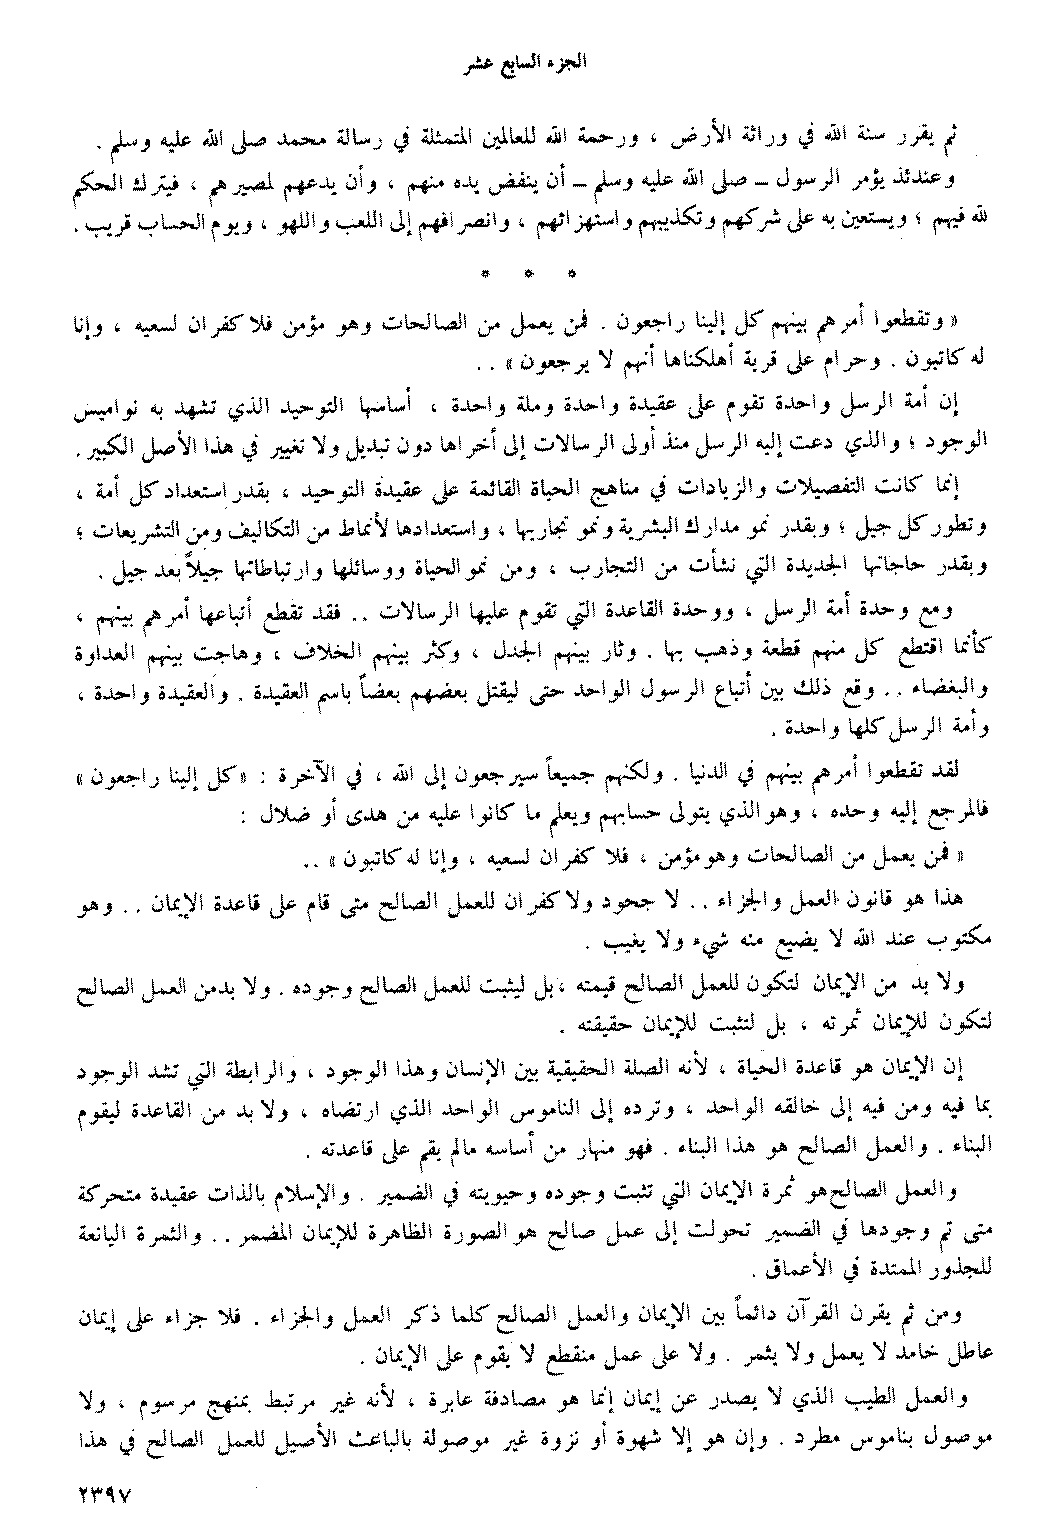 الجزء السابع عشر
ثم يقرر سنة الله في وراثة الأرض ، ورحمة الله للعالمين المتمثلة في رسالة محمد صلى الله عليه وسلم .
وعندئذ يؤمر الرسول – صلى الله عليه وسلم – أن ينفض يده منهم ، وأن يدعهم لمصيرهم ، فيترك الحكم
لله فيهم ؛ ويستعين به على شركهم وتكذيبهم واستهزائهم ، وانصرافهم إلى اللعب واللهو ، ويوم الحساب قريب .
* * *
« وتقطعوا أمرهم بينهم كل إلينا راجعون . فمن يعمل من الصالحات وهو مؤمن فلا كفران لسعيه ، وإنا
له كاتبون . وحرام على قرية أهلكناها أنهم لا يرجعون » ..
إن أمة الرسل واحدة تقوم على عقيدة واحدة وملة واحدة ، أساسها التوحيد الذي تشهد به نواميس
الوجود ؛ والذي دعت إليه الرسل منذ أولى الرسالات إلى أخراها دون تبديل ولا تغيير في هذا الأصل الكبير .
إنما كانت التفصيلات والزيادات في مناهج الحياة القائمة على عقيدة التوحيد ، بقدر استعداد كل أمة ،
وتطور كل جيل ؛ وبقدر نمو مدارك البشرية ونمو تجاربها ، واستعدادها لأنماط من التكاليف ومن التشريعات ؛
وبقدر حاجاتها الجديدة التي نشأت من التجارب ، ومن نمو الحياة ووسائلها وارتباطاتها جيلاً بعد جيل .
ومع وحدة أمة الرسل ، ووحدة القاعدة التي تقوم عليها الرسالات .. فقد تقطع أتباعها أمرهم بينهم ،
كأنما اقتطع كل منهم قطعة وذهب بها . وثار بينهم الجدل ، وكثر بينهم الخلاف ، وهاجت بينهم العداوة
والبغضاء .. وقع ذلك بين أتباع الرسول الواحد حتى ليقتل بعضهم بعضاً باسم العقيدة . والعقيدة واحدة ،
وأمة الرسل كلها واحدة .
لقد تقطعوا أمرهم بينهم في الدنيا . ولكنهم جميعاً سيرجعون إلى الله ، في الآخرة : « كل إلينا راجعون »
فالمرجع إليه وحده ، وهو الذي يتولى حسابهم ويعلم ما كانوا عليه من هدى أو ضلال :
« فمن يعمل من الصالحات وهو مؤمن ، فلا كفران لسعيه ، وإنا له كاتبون » ..
هذا هو قانون العمل والجزاء .. لا جحود ولا كفران للعمل الصالح متى قام على قاعدة الإيمان .. وهو
مكتوب عند الله لا يضيع منه شيء ولا يغيب .
ولا بد من الإيمان لتكون للعمل الصالح قيمته ، بل ليثبت للعمل الصالح وجوده . ولا بد من العمل الصالح
لتكون للإيمان ثمرته ، بل لتثبت للإيمان حقيقته .
إن الإيمان هو قاعدة الحياة ، لأنه الصلة الحقيقية بين الإنسان وهذا الوجود ، والرابطة التي تشد الوجود
بما فيه ومن فيه إلى خالقه الواحد ، وترده إلى الناموس الواحد الذي ارتضاه ، ولا بد من القاعدة ليقوم
البناء . والعمل الصالح هو هذا البناء . فهو منهار من أساسه مالم يقم على قاعدته .
والعمل الصالح هو ثمرة الإيمان التي تثبت وجوده وحيويته في الضمير . والإسلام بالذات عقيدة متحركة
متى تم وجودها في الضمير تحولت إلى عمل صالح هو الصورة الظاهرة للإيمان المضمر .. والثمرة اليانعة
للجذور الممتدة في الأعماق .
ومن ثم يقرن القرآن دائماً بين الإيمان والعمل الصالح كلما ذكر العمل والجزاء . فلا جزاء على إيمان
عاطل خامد لا يعمل ولا يثمر . ولا على عمل منقطع لا يقوم على الإيمان .
والعمل الطيب الذي لا يصدر عن إيمان إنما هو مصادفة عابرة ، لأنه غير مرتبط بمنهج مرسوم ، ولا
موصول بناموس مطرد . وإن هو إلا شهوة أو نزوة غير موصولة بالباعث الأصيل للعمل الصالح في هذا
٢٣٩٧